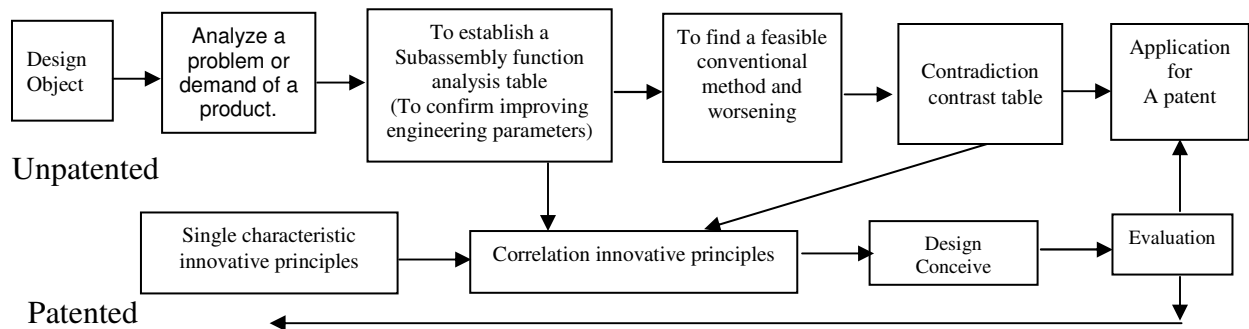 Design
Object
Analyze a
problem or
demand of a
product.
To establish a
Subassembly function
analysis table
(To confirm improving
engineering parameters)
To find a feasible
conventional
method and
worsening
Contradiction
contrast table
Application
for
A patent
Unpatented
Single characteristic
innovative principles
Correlation innovative principles
Design
Conceive
Evaluation
Patented